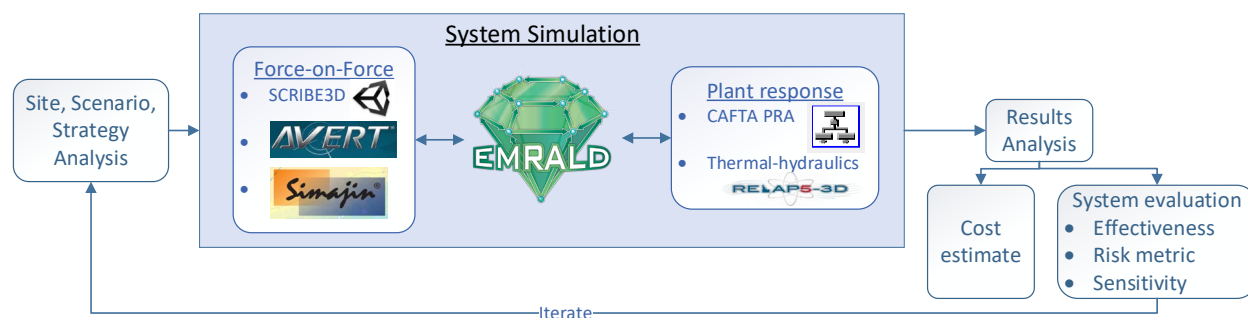 System Simulation
Site, Scenario,
Strategy
Analysis
Force-on-Force
• SCRIBE3D
• AVERT
• Simajin®
EMRALD
Plant response
• CAFTA PRA
• Thermal-hydraulics
RELAP5-3D
Results
Analysis
Cost
estimate
System evaluation
• Effectiveness
• Risk metric
• Sensitivity
Iterate